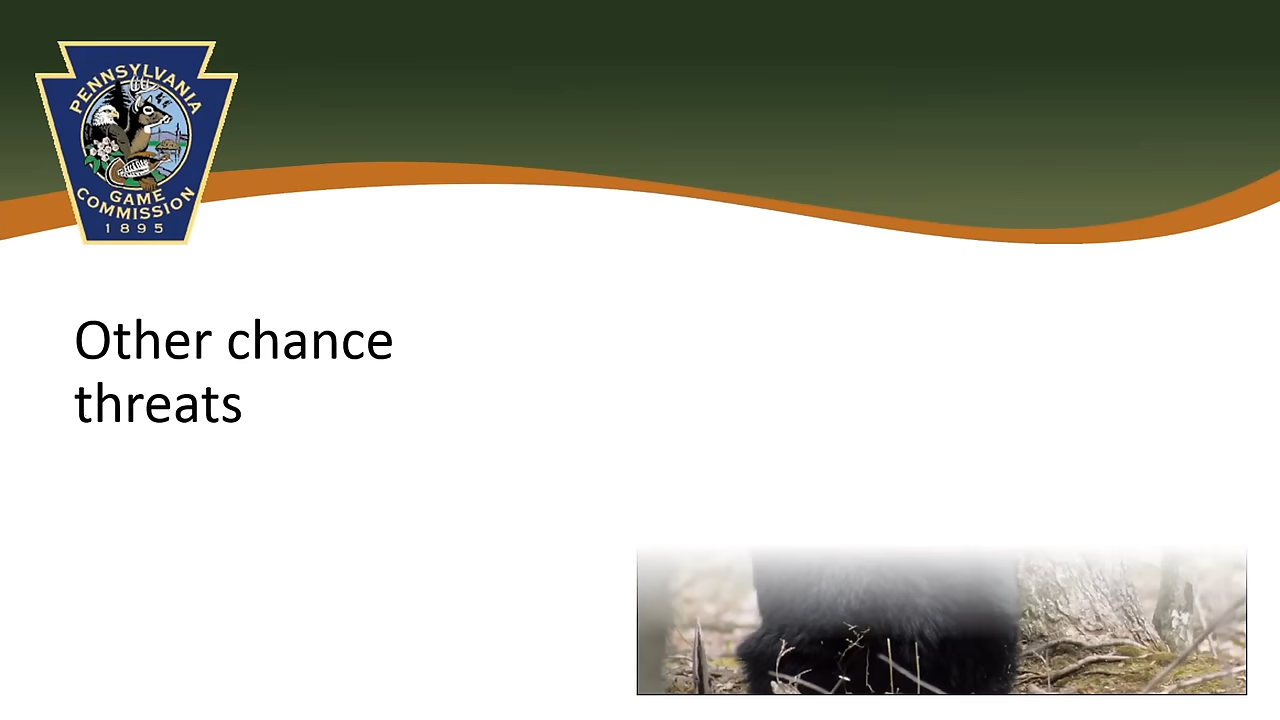 PENNSYLVANIA
GAME
COMMISSION
1895
Other chance
threats